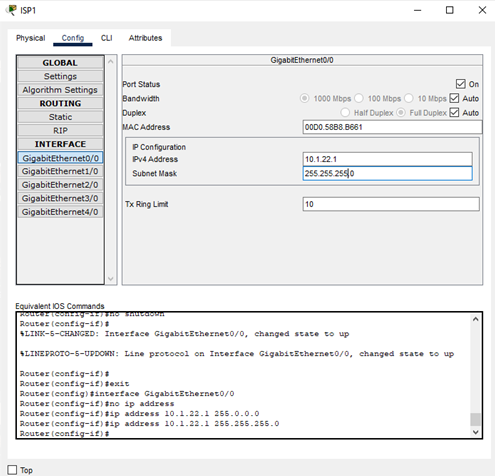 ISP1
Physical Config CLI Attributes
GLOBAL
Settings
Algorithm Settings
ROUTING
Static
RIP
INTERFACE
GigabitEthernet0/0
GigabitEthernet1/0
GigabitEthernet2/0
GigabitEthernet3/0
GigabitEthernet4/0
GigabitEthernet0/0
Port Status On
Bandwidth 1000 Mbps 100 Mbps 10 Mbps Auto
Duplex Half Duplex Full Duplex Auto
MAC Address 00D0.58B8.B661
IP Configuration
IPv4 Address 10.1.22.1
Subnet Mask 255.255.255.0
Tx Ring Limit 10
Equivalent IOS Commands
Router(config-if)#no shutdown
Router(config-if)#
%LINK-5-CHANGED: Interface GigabitEthernet0/0, changed state to up
%LINEPROTO-5-UPDOWN: Line protocol on Interface GigabitEthernet0/0, changed state to up
Router(config-if)#
Router(config-if)#exit
Router(config)#interface GigabitEthernet0/0
Router(config-if)#no ip address
Router(config-if)#ip address 10.1.22.1 255.0.0.0
Router(config-if)#ip address 10.1.22.1 255.255.255.0
Router(config-if)#
Top